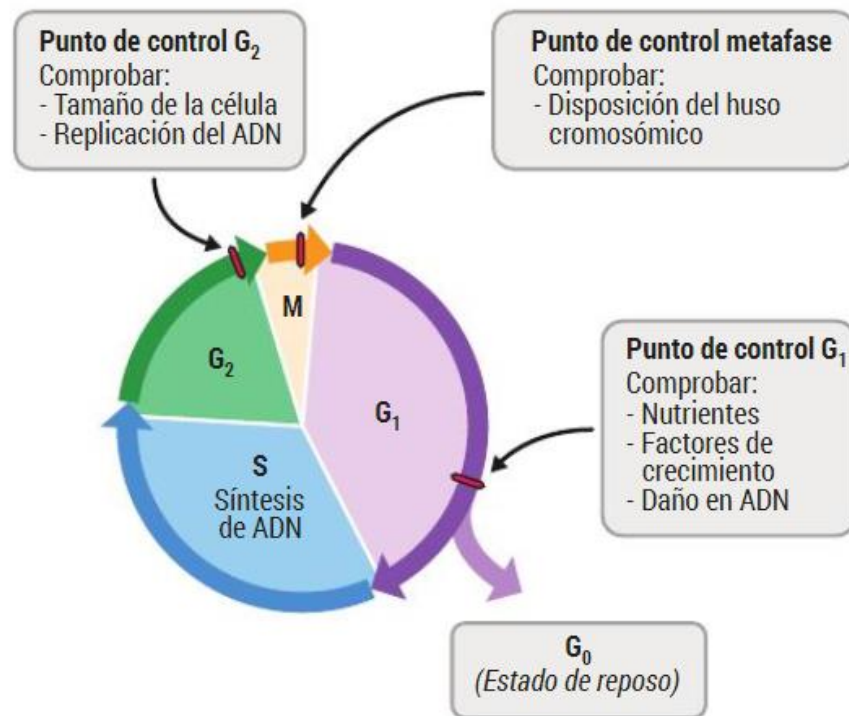 Punto de control G₂
Comprobar:
- Tamaño de la célula
- Replicación del ADN
Punto de control metafase
Comprobar:
- Disposición del huso
cromosómico
M
G₂
G₁
S
Síntesis
de ADN
Punto de control G₁
Comprobar:
- Nutrientes
- Factores de
crecimiento
- Daño en ADN
G₀
(Estado de reposo)